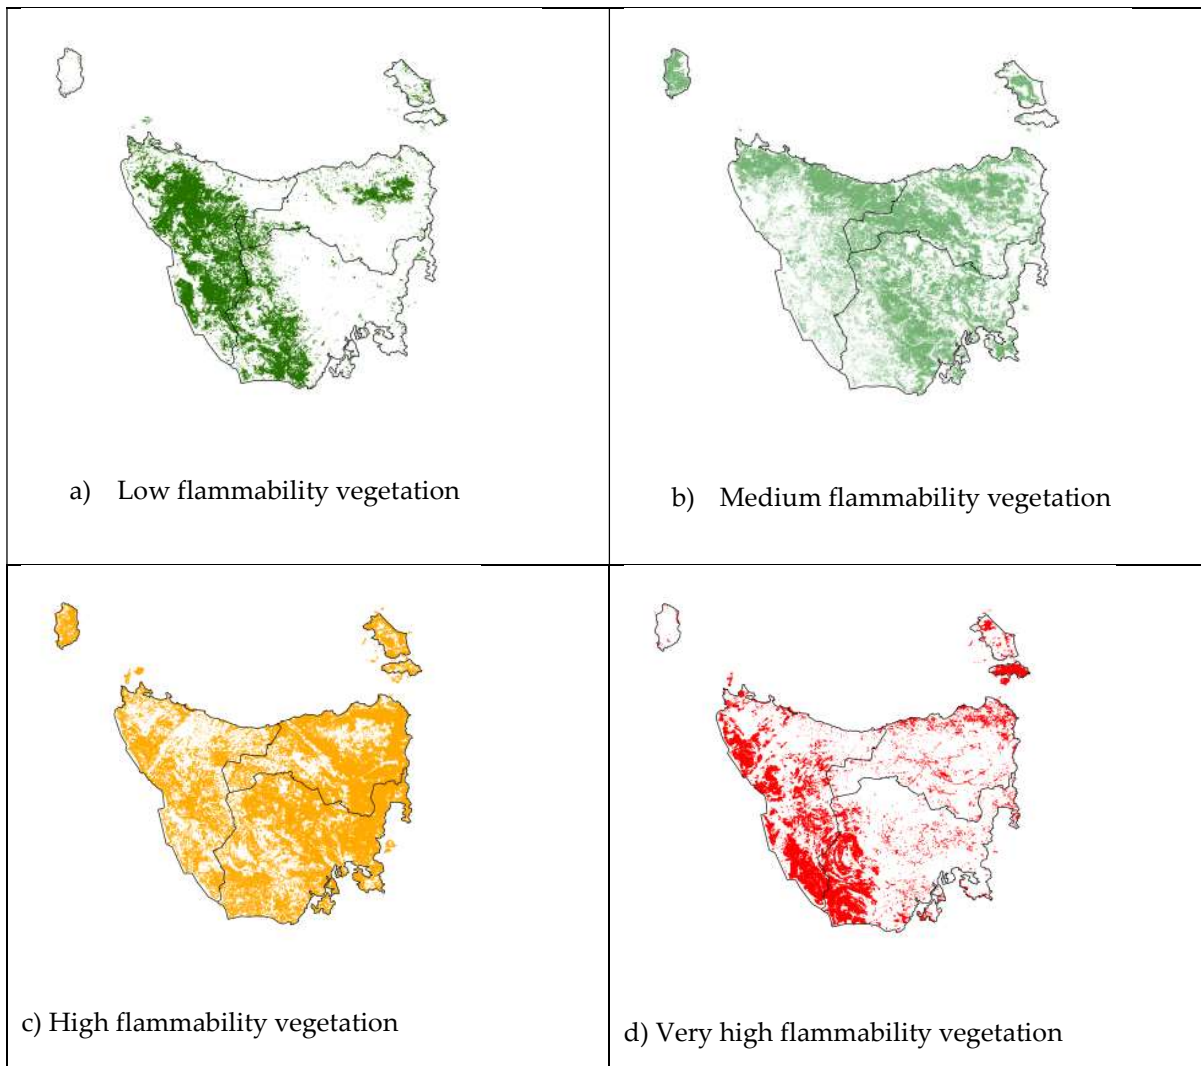 a) Low flammability vegetation
b) Medium flammability vegetation
c) High flammability vegetation
d) Very high flammability vegetation